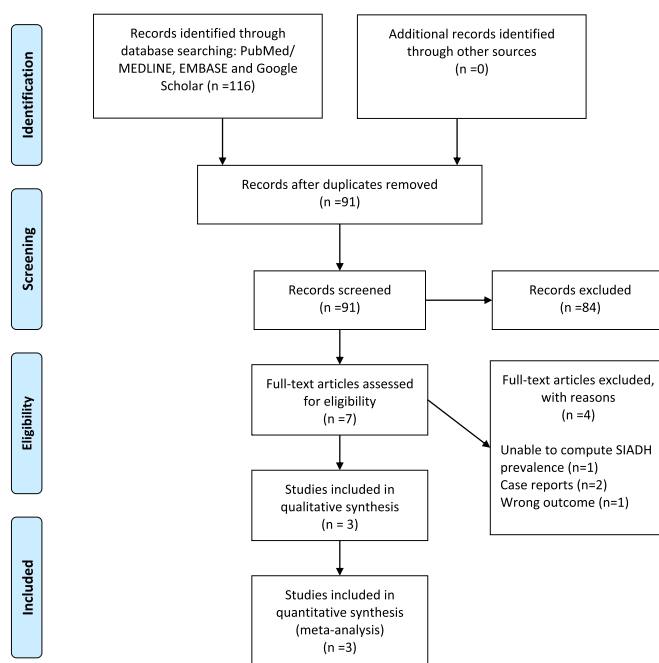 Identification
Records identified through
database searching: PubMed/
MEDLINE, EMBASE and Google
Scholar (n =116)
Additional records identified
through other sources
(n =0)
Records after duplicates removed
(n =91)
Screening
Records screened
(n =91)
Records excluded
(n =84)
Eligibility
Full-text articles assessed
for eligibility
(n =7)
Full-text articles excluded,
with reasons
(n =4)
Unable to compute SIADH
prevalence (n=1)
Case reports (n=2)
Wrong outcome (n=1)
Studies included in
qualitative synthesis
(n = 3)
Included
Studies included in
quantitative synthesis
(meta-analysis)
(n =3)